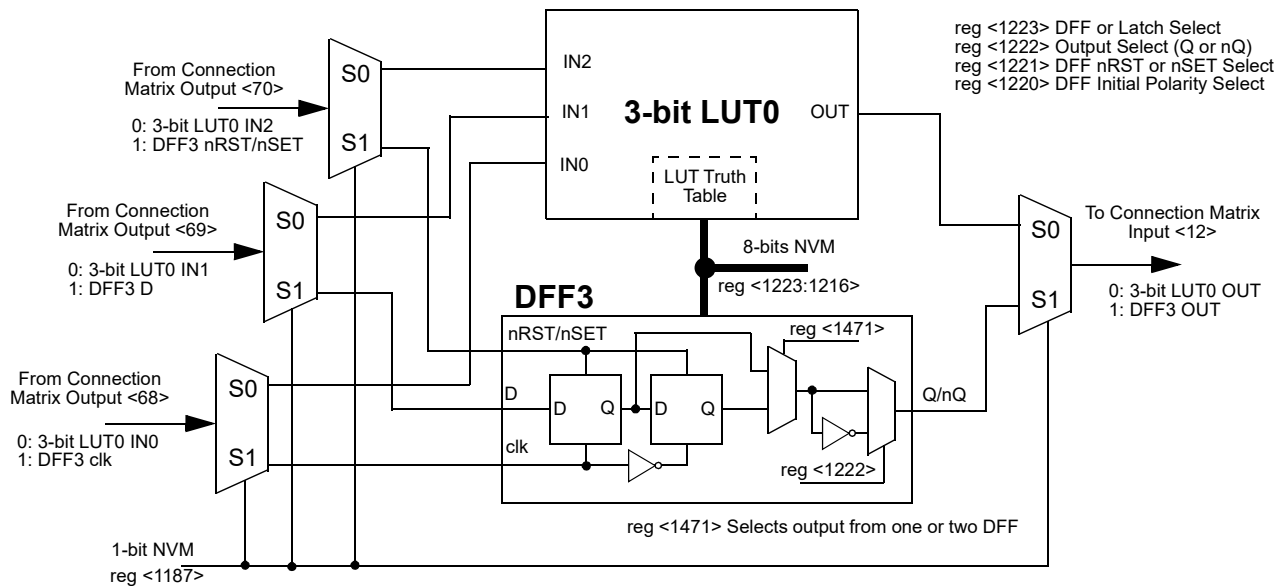 reg <1223> DFF or Latch Select
reg <1222> Output Select (Q or nQ)
reg <1221> DFF nRST or nSET Select
reg <1220> DFF Initial Polarity Select
From Connection
Matrix Output <70>
0: 3-bit LUT0 IN2
1: DFF3 nRST/nSET
S0
S1
IN2
IN1
IN0
3-bit LUT0
OUT
LUT Truth
Table
From Connection
Matrix Output <69>
0: 3-bit LUT0 IN1
1: DFF3 D
S0
S1
8-bits NVM
reg <1223:1216>
To Connection Matrix
Input <12>
0: 3-bit LUT0 OUT
1: DFF3 OUT
S0
S1
DFF3
nRST/nSET
D
clk
D
Q
D
Q
reg <1471>
reg <1222>
Q/nQ
From Connection
Matrix Output <68>
0: 3-bit LUT0 IN0
1: DFF3 clk
S0
S1
reg <1471> Selects output from one or two DFF
1-bit NVM
reg <1187>